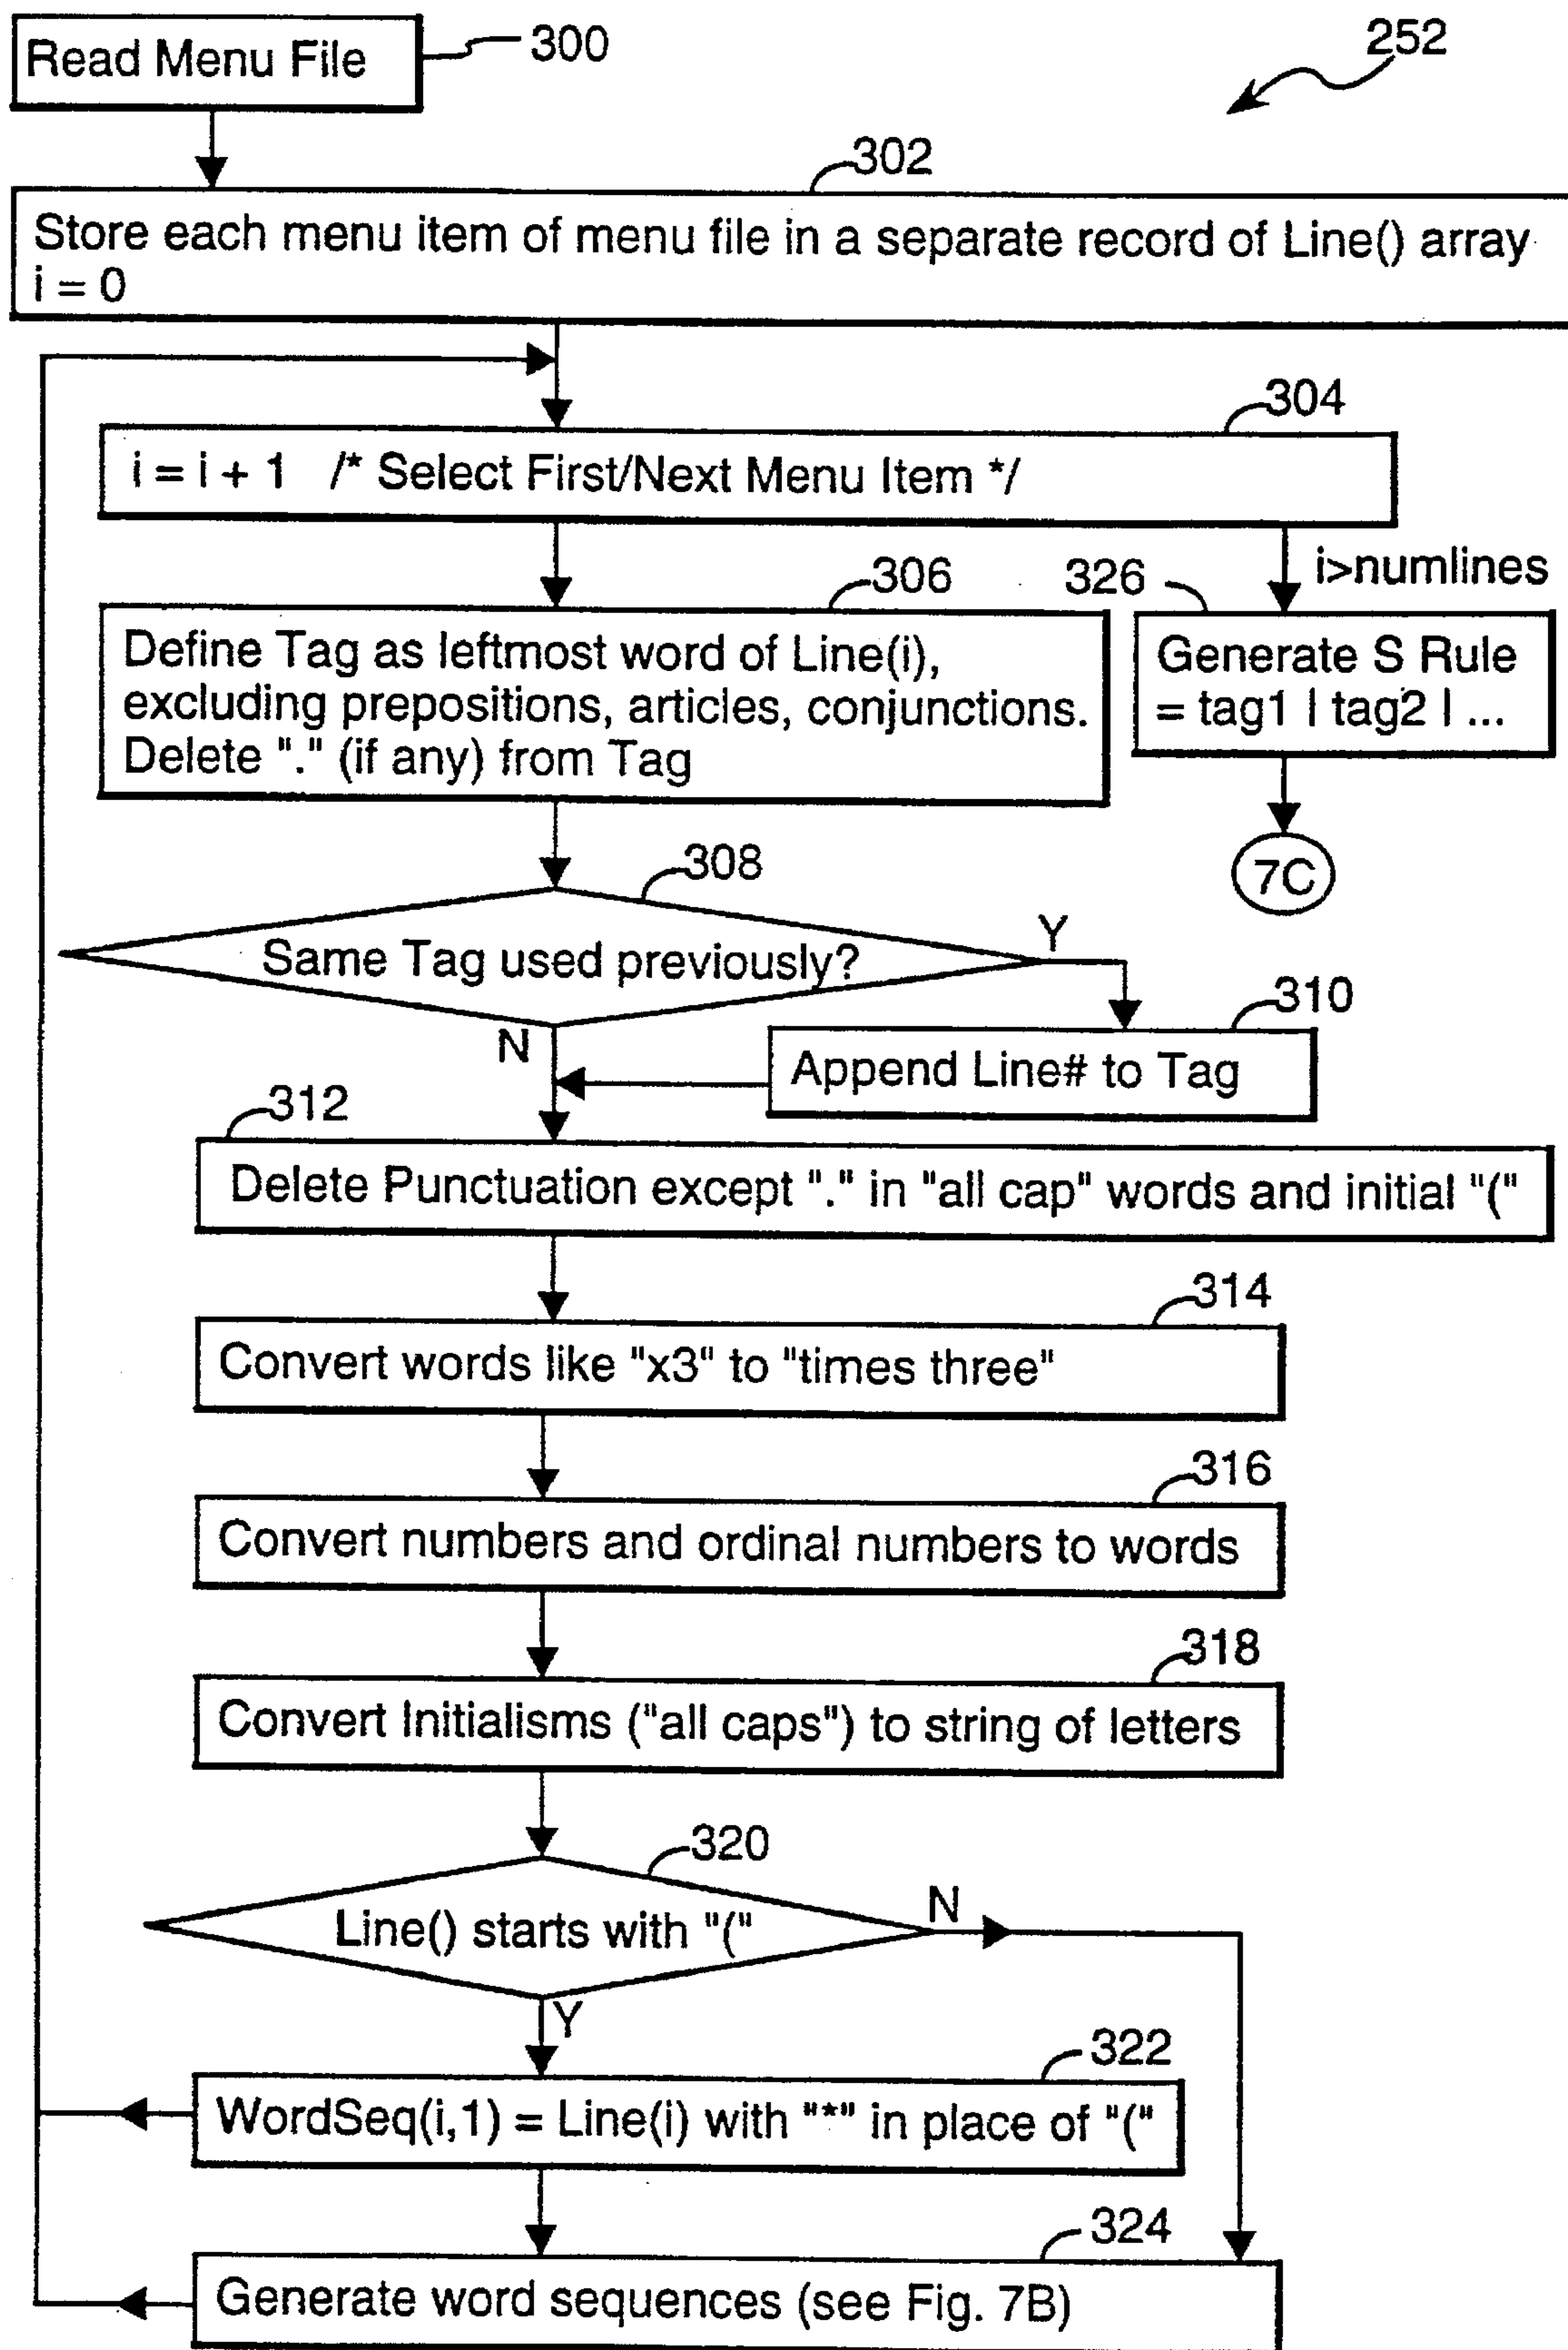 Read Menu File
300
252
302
Store each menu item of menu file in a separate record of Line() array
i = 0
304
i = i + 1 /* Select First/Next Menu Item */
i>numlines
306
326
Define Tag as leftmost word of Line(i),
excluding prepositions, articles, conjunctions.
Delete "." (if any) from Tag
Generate S Rule
= tag1 | tag2 | ...
7C
308
Same Tag used previously?
Y
N
310
Append Line# to Tag
312
Delete Punctuation except "." in "all cap" words and initial "("
314
Convert words like "x3" to "times three"
316
Convert numbers and ordinal numbers to words
318
Convert Initialisms ("all caps") to string of letters
320
Line() starts with "("
N
Y
322
WordSeq(i,1) = Line(i) with "*" in place of "("
324
Generate word sequences (see Fig. 7B)